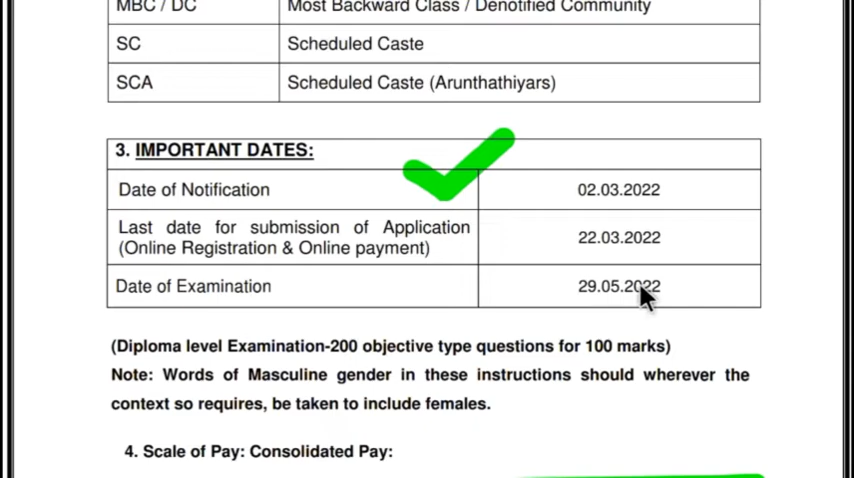 MBC / DC Most Backward Class / Denotified Community
SC Scheduled Caste
SCA Scheduled Caste (Arunthathiyars)
3. IMPORTANT DATES:
Date of Notification 02.03.2022
Last date for submission of Application
(Online Registration & Online payment) 22.03.2022
Date of Examination 29.05.2022
(Diploma level Examination-200 objective type questions for 100 marks)
Note: Words of Masculine gender in these instructions should wherever the
context so requires, be taken to include females.
4. Scale of Pay: Consolidated Pay: